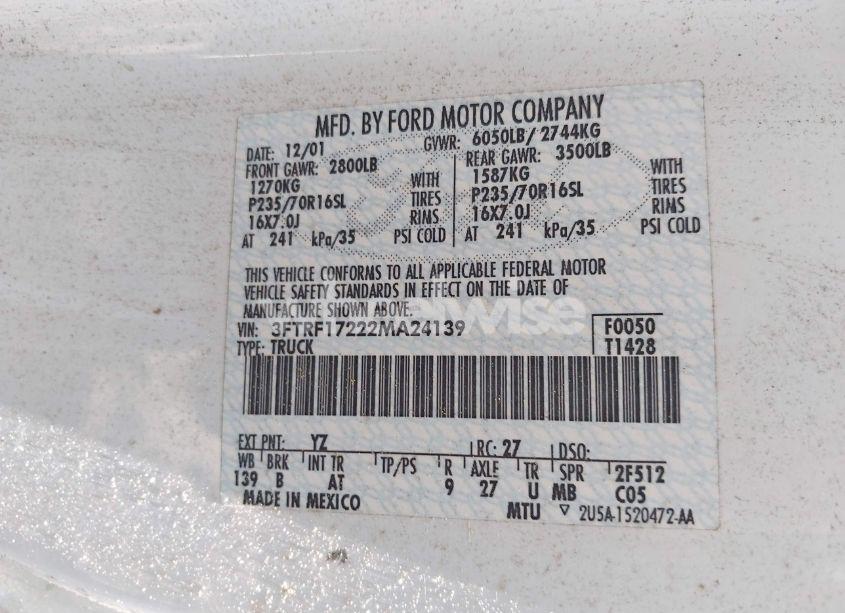 MFD. BY FORD MOTOR COMPANY
DATE: 12/01 GVWR: 6050LB/ 2744KG
FRONT GAWR: 2800LB REAR GAWR: 3500LB
1270KG WITH 1587KG WITH
P235/70R16SL TIRES P235/70R16SL TIRES
16X7.0J RIMS 16X7.0J RIMS
AT 241 kPa/35 PSI COLD AT 241 kPa/35 PSI COLD
THIS VEHICLE CONFORMS TO ALL APPLICABLE FEDERAL MOTOR
VEHICLE SAFETY STANDARDS IN EFFECT ON THE DATE OF
MANUFACTURE SHOWN ABOVE.
VIN: 3FTRF17222MA24139 F0050
TYPE: TRUCK T1428
EXT PNT: YZ RC: 27 DSO:
WB BRK INT TR TP/PS R AXLE TR SPR 2F512
139 B AT 9 27 U MB C05
MADE IN MEXICO MTU 2U5A-1520472-AA